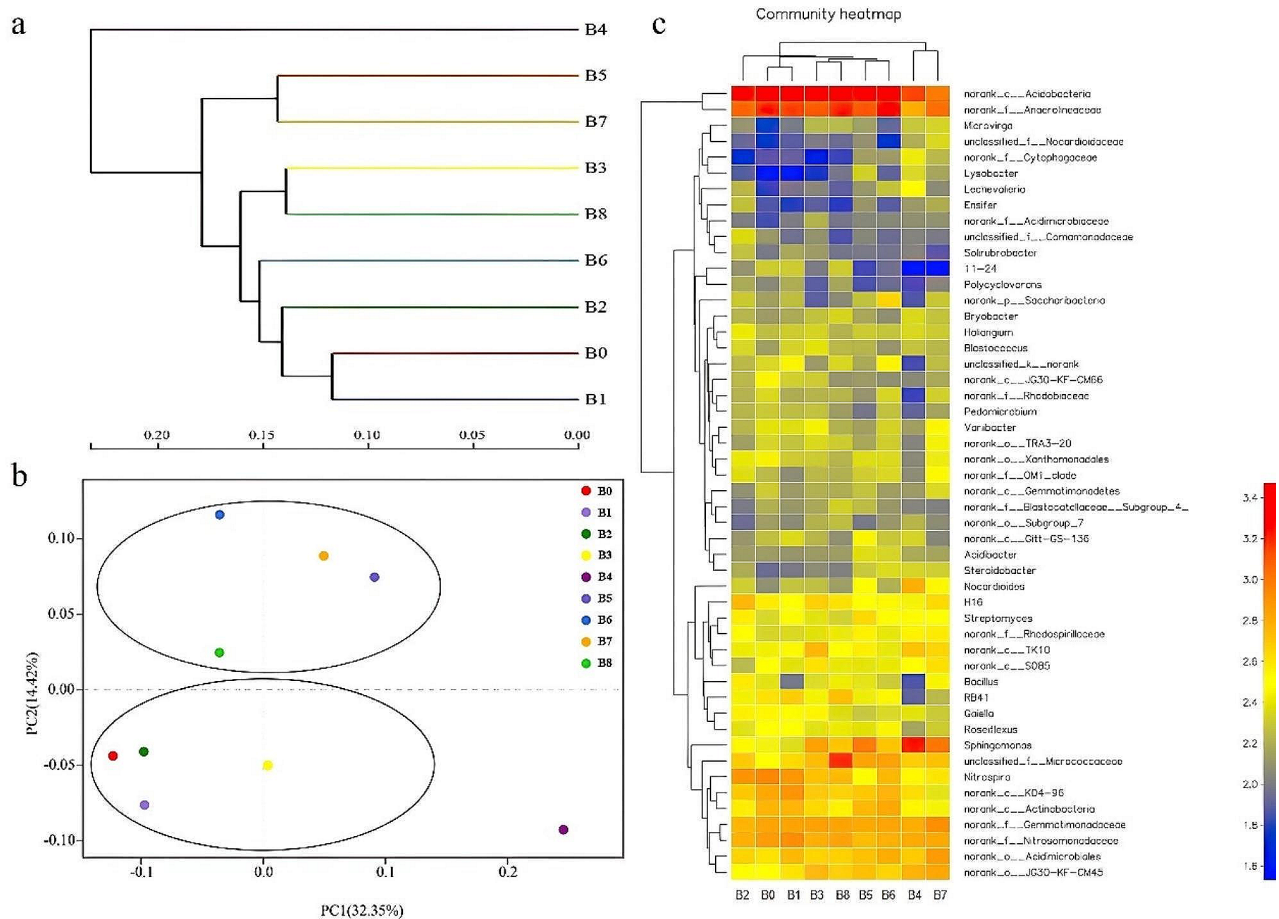 a
B4
B5
B7
B3
B8
B6
B2
B0
B1
0.20 0.15 0.10 0.05 0.00
b
B0
B1
B2
B3
B4
B5
B6
B7
B8
0.10
0.05
0.00
-0.05
-0.10
PC2(14.42%)
-0.1 0.0 0.1 0.2
PC1(32.35%)
c
Community heatmap
norank_c__Acidobacteria
norank_f__Anaerolineaceae
Microvirga
unclassified_f__Nocardioidaceae
norank_f__Cytophagaceae
Lysobacter
Lechevalieria
Ensifer
norank_f__Acidimicrobiaceae
unclassified_f__Comamonadaceae
Solirubrobacter
11-24
Polycyclovorans
norank_p__Saccharibacteria
Bryobacter
Haliangium
Blastococcus
unclassified_k__norank
norank_c__JG30-KF-CM66
norank_f__Rhodobiaceae
Pedomicrobium
Variibacter
norank_o__TRA3-20
norank_o__Xanthomonadales
norank_f__OM1_clade
norank_c__Gemmatimonadetes
norank_f__Blastocatellaceae__Subgroup_4_
norank_o__Subgroup_7
norank_c__Gitt-GS-136
Acidibacter
Steroidobacter
Nocardioides
H16
Streptomyces
norank_f__Rhodospirillaceae
norank_c__TK10
norank_c__S085
Bacillus
RB41
Gaiella
Roseiflexus
Sphingomonas
unclassified_f__Micrococcaceae
Nitrospira
norank_c__KD4-96
norank_c__Actinobacteria
norank_f__Gemmatimonadaceae
norank_f__Nitrosomonadaceae
norank_o__Acidimicrobiales
norank_o__JG30-KF-CM45
B2 B0 B1 B3 B8 B5 B6 B4 B7
3.4
3.2
3.0
2.8
2.6
2.4
2.2
2.0
1.8
1.6